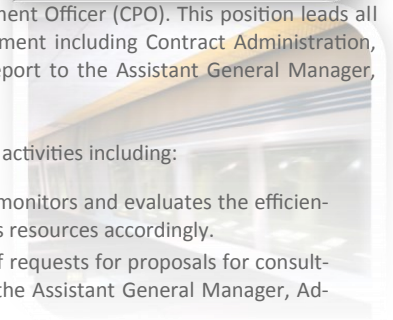 ment Officer (CPO). This position leads all
ment including Contract Administration,
eport to the Assistant General Manager,
activities including:
monitors and evaluates the efficien-
s resources accordingly.
f requests for proposals for consult-
the Assistant General Manager, Ad-